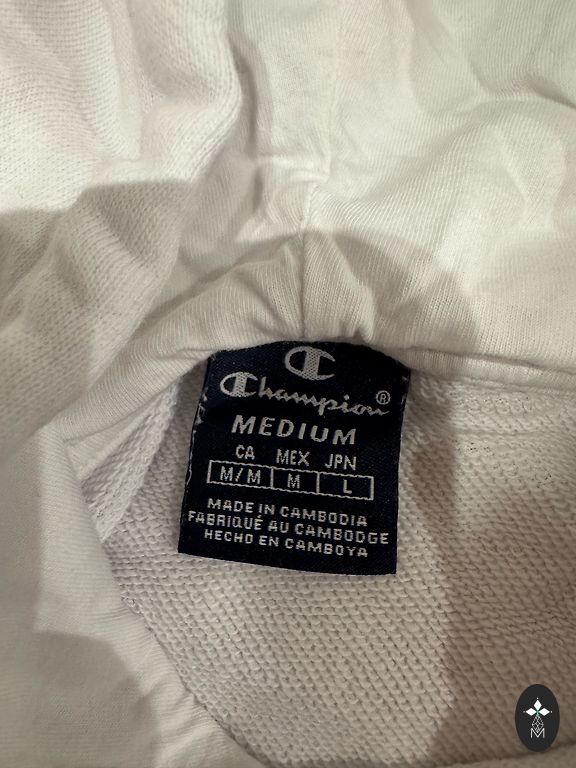 Champion®
MEDIUM
CA MEX JPN
M/M M L
MADE IN CAMBODIA
FABRIQUÉ AU CAMBODGE
HECHO EN CAMBOYA
M